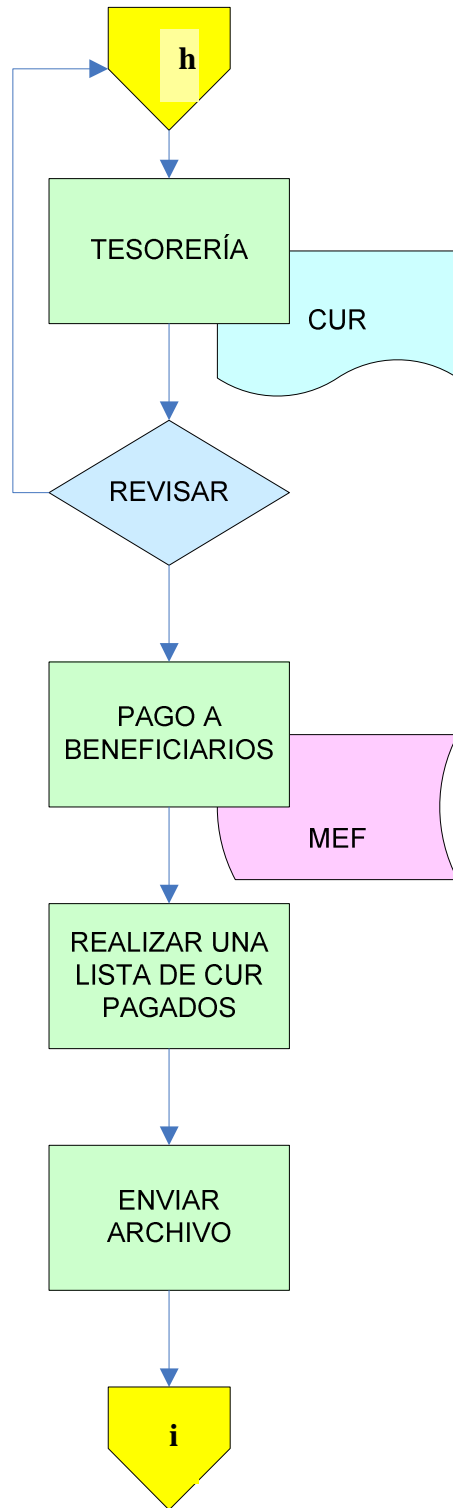 h
TESORERÍA
CUR
REVISAR
PAGO A
BENEFICIARIOS
MEF
REALIZAR UNA
LISTA DE CUR
PAGADOS
ENVIAR
ARCHIVO
i